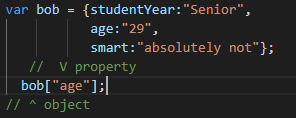 var bob = {studentYear:"Senior",
age:"29",
smart:"absolutely not"};
//  V property
bob["age"];
// ^ object